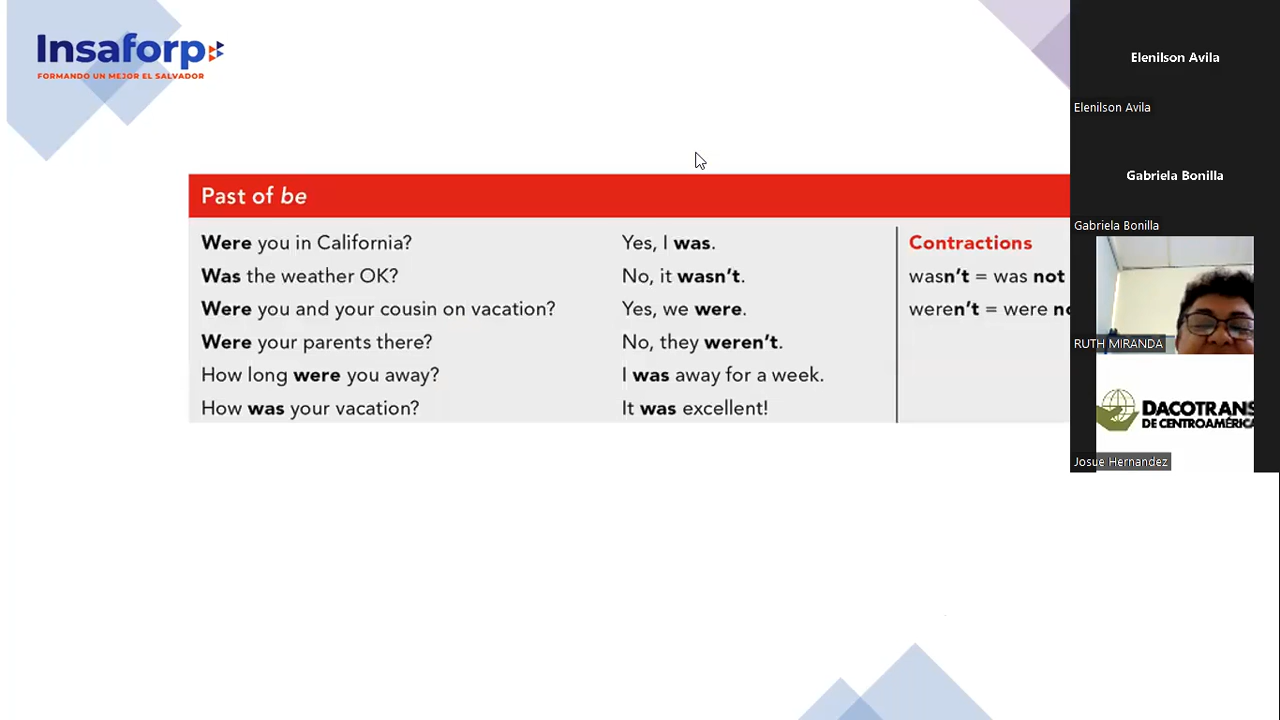 Insaforp
FORMANDO UN MEJOR EL SALVADOR
Past of be
Were you in California? Yes, I was.
Was the weather OK? No, it wasn't.
Were you and your cousin on vacation? Yes, we were.
Were your parents there? No, they weren't.
How long were you away? I was away for a week.
How was your vacation? It was excellent!
Contractions
wasn't = was not
weren't = were
Elenilson Avila
Elenilson Avila
Gabriela Bonilla
Gabriela Bonilla
RUTH MIRANDA
DACOTRANS
DE CENTROAMÉRICA
Josue Hernandez